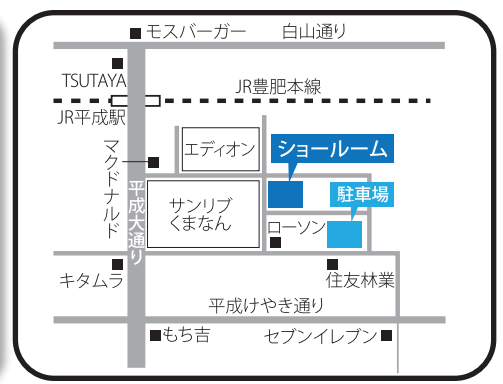 モスバーガー
白山通り
TSUTAYA
JR豊肥本線
JR平成駅
マクドナルド
エディオン
ショールーム
平成大通り
サンリブ
くまなん
駐車場
ローソン
キタムラ
住友林業
平成けやき通り
もち吉
セブンイレブン